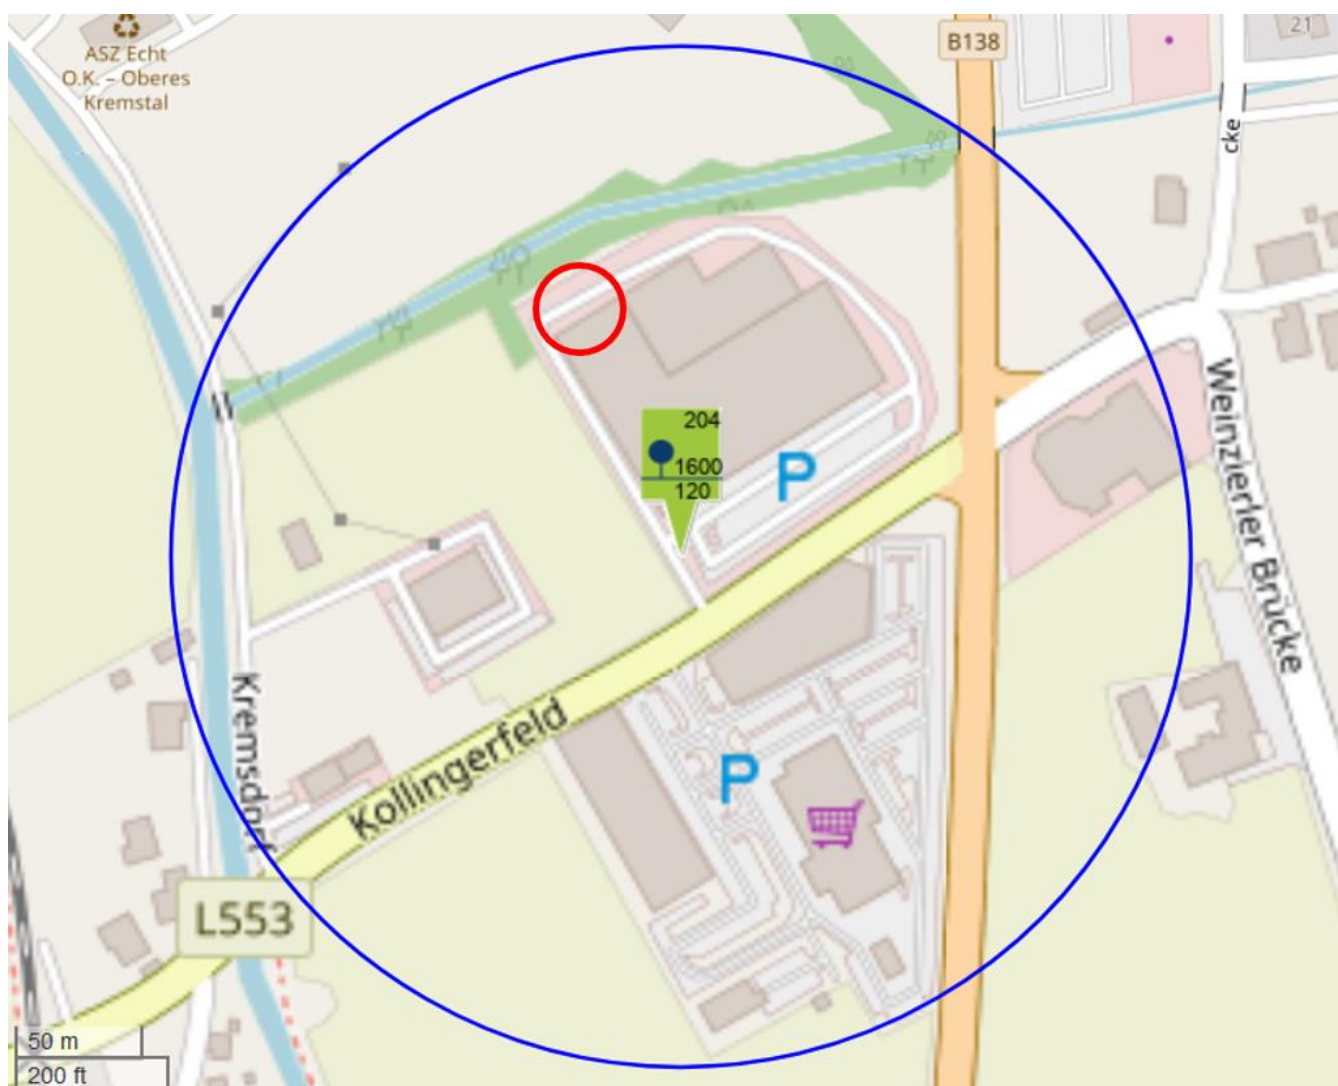 ASZ Echt
O.K. – Oberes
Kremstal
B138
21
cke
204
1600
120
P
Weinzierler Brücke
Kremsdorf
Kollingerfeld
P
L553
50 m
200 ft